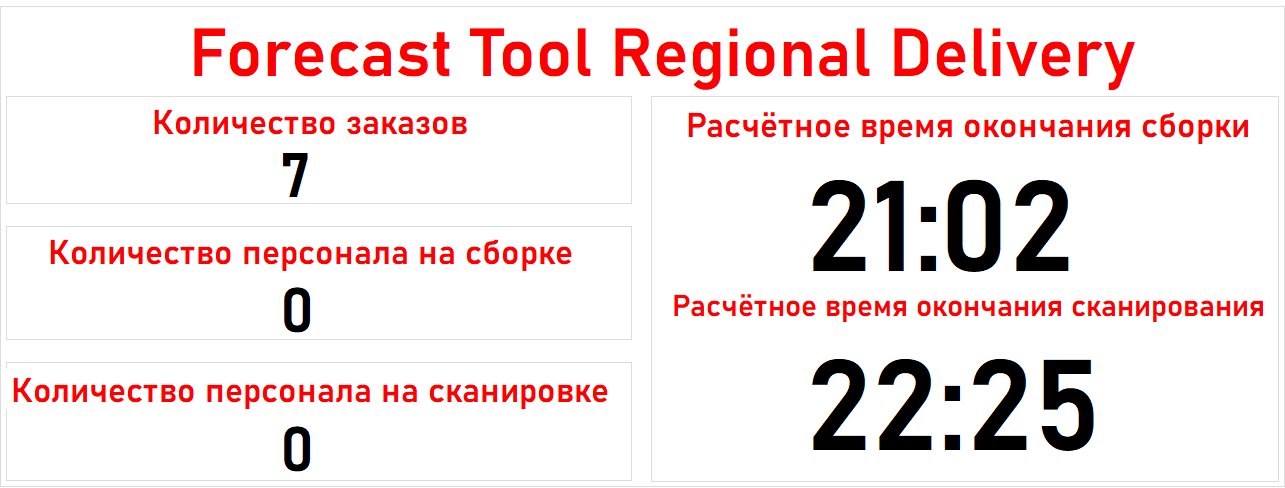 Forecast Tool Regional Delivery
Количество заказов
7
Количество персонала на сборке
0
Количество персонала на сканировке
0
Расчётное время окончания сборки
21:02
Расчётное время окончания сканирования
22:25